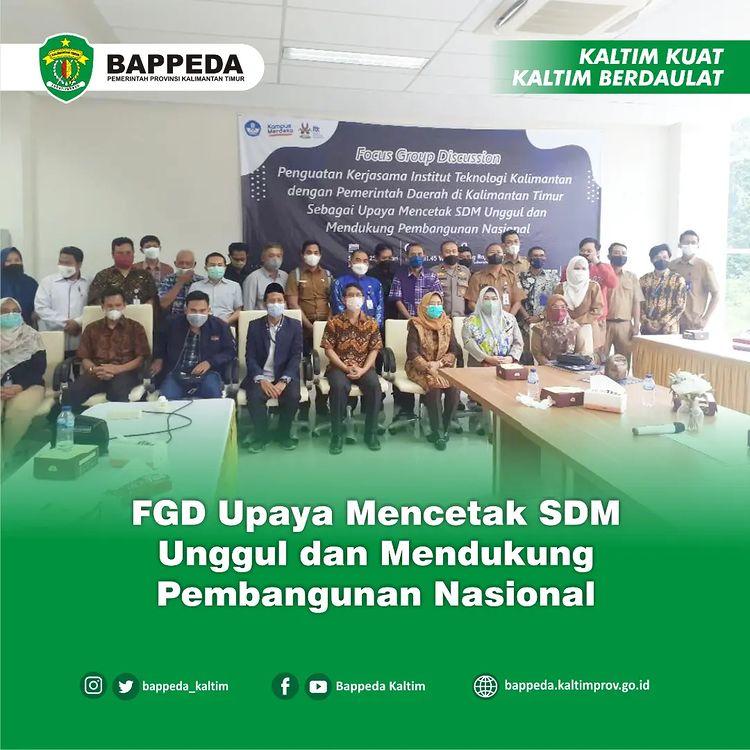 BAPPEDA
PEMERINTAH PROVINSI KALIMANTAN TIMUR
KALTIM KUAT
KALTIM BERDAULAT
Kampus
Merdeka
Focus Group Discussion
Penguatan Kerjasama Institut Teknologi Kalimantan
dengan Pemerintah Daerah di Kalimantan Timur
Sebagai Upaya Mencetak SDM Unggul dan
Mendukung Pembangunan Nasional
FGD Upaya Mencetak SDM
Unggul dan Mendukung
Pembangunan Nasional
bappeda_kaltim
Bappeda Kaltim
bappeda.kaltimprov.go.id